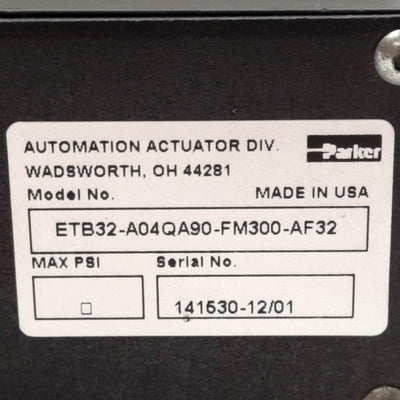 AUTOMATION ACTUATOR DIV.
Parker
WADSWORTH, OH 44281
Model No. MADE IN USA
ETB32-A04QA90-FM300-AF32
MAX PSI Serial No.
141530-12/01